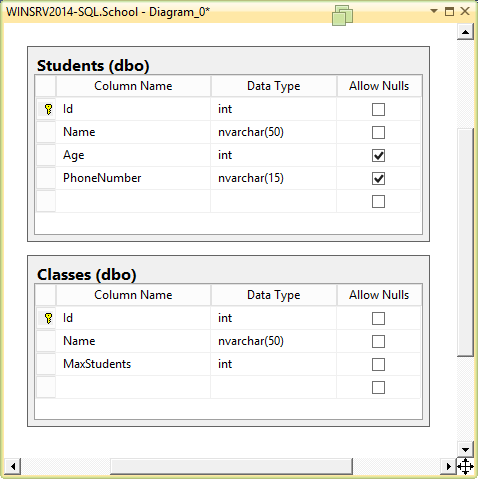 WINSRV2014-SQL.School - Diagram_0*
Students (dbo)
Column Name Data Type Allow Nulls
Id int
Name nvarchar(50)
Age int
PhoneNumber nvarchar(15)
Classes (dbo)
Column Name Data Type Allow Nulls
Id int
Name nvarchar(50)
MaxStudents int